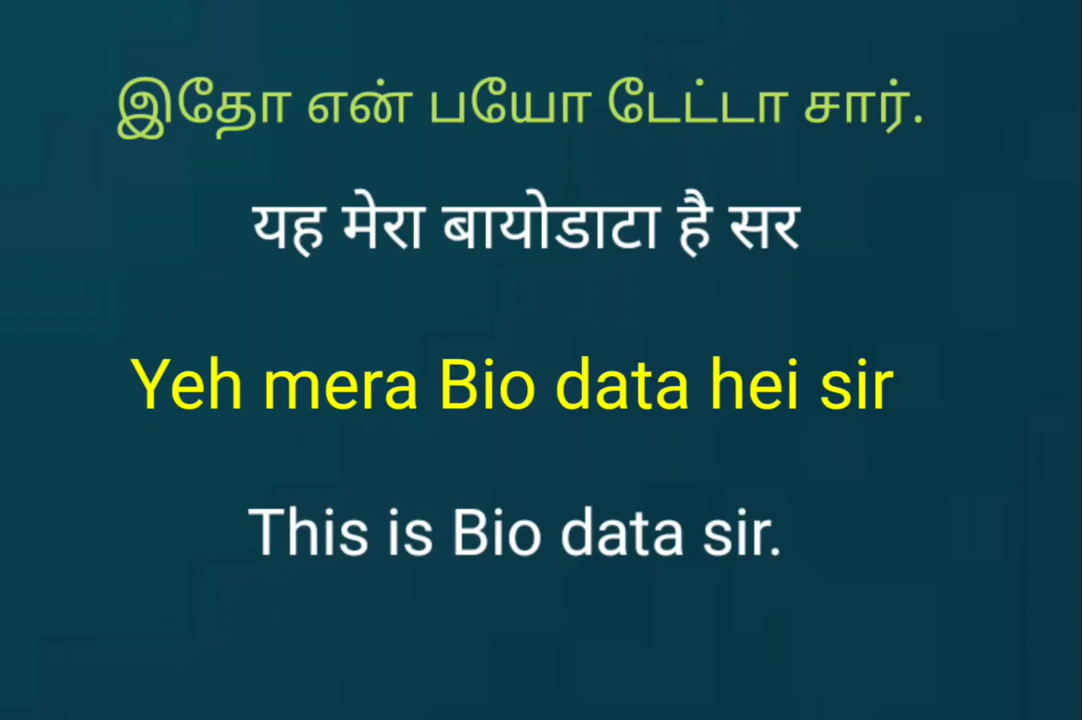 இதோ என் பயோ டேட்டா சார்.
यह मेरा बायोडाटा है सर
Yeh mera Bio data hei sir
This is Bio data sir.